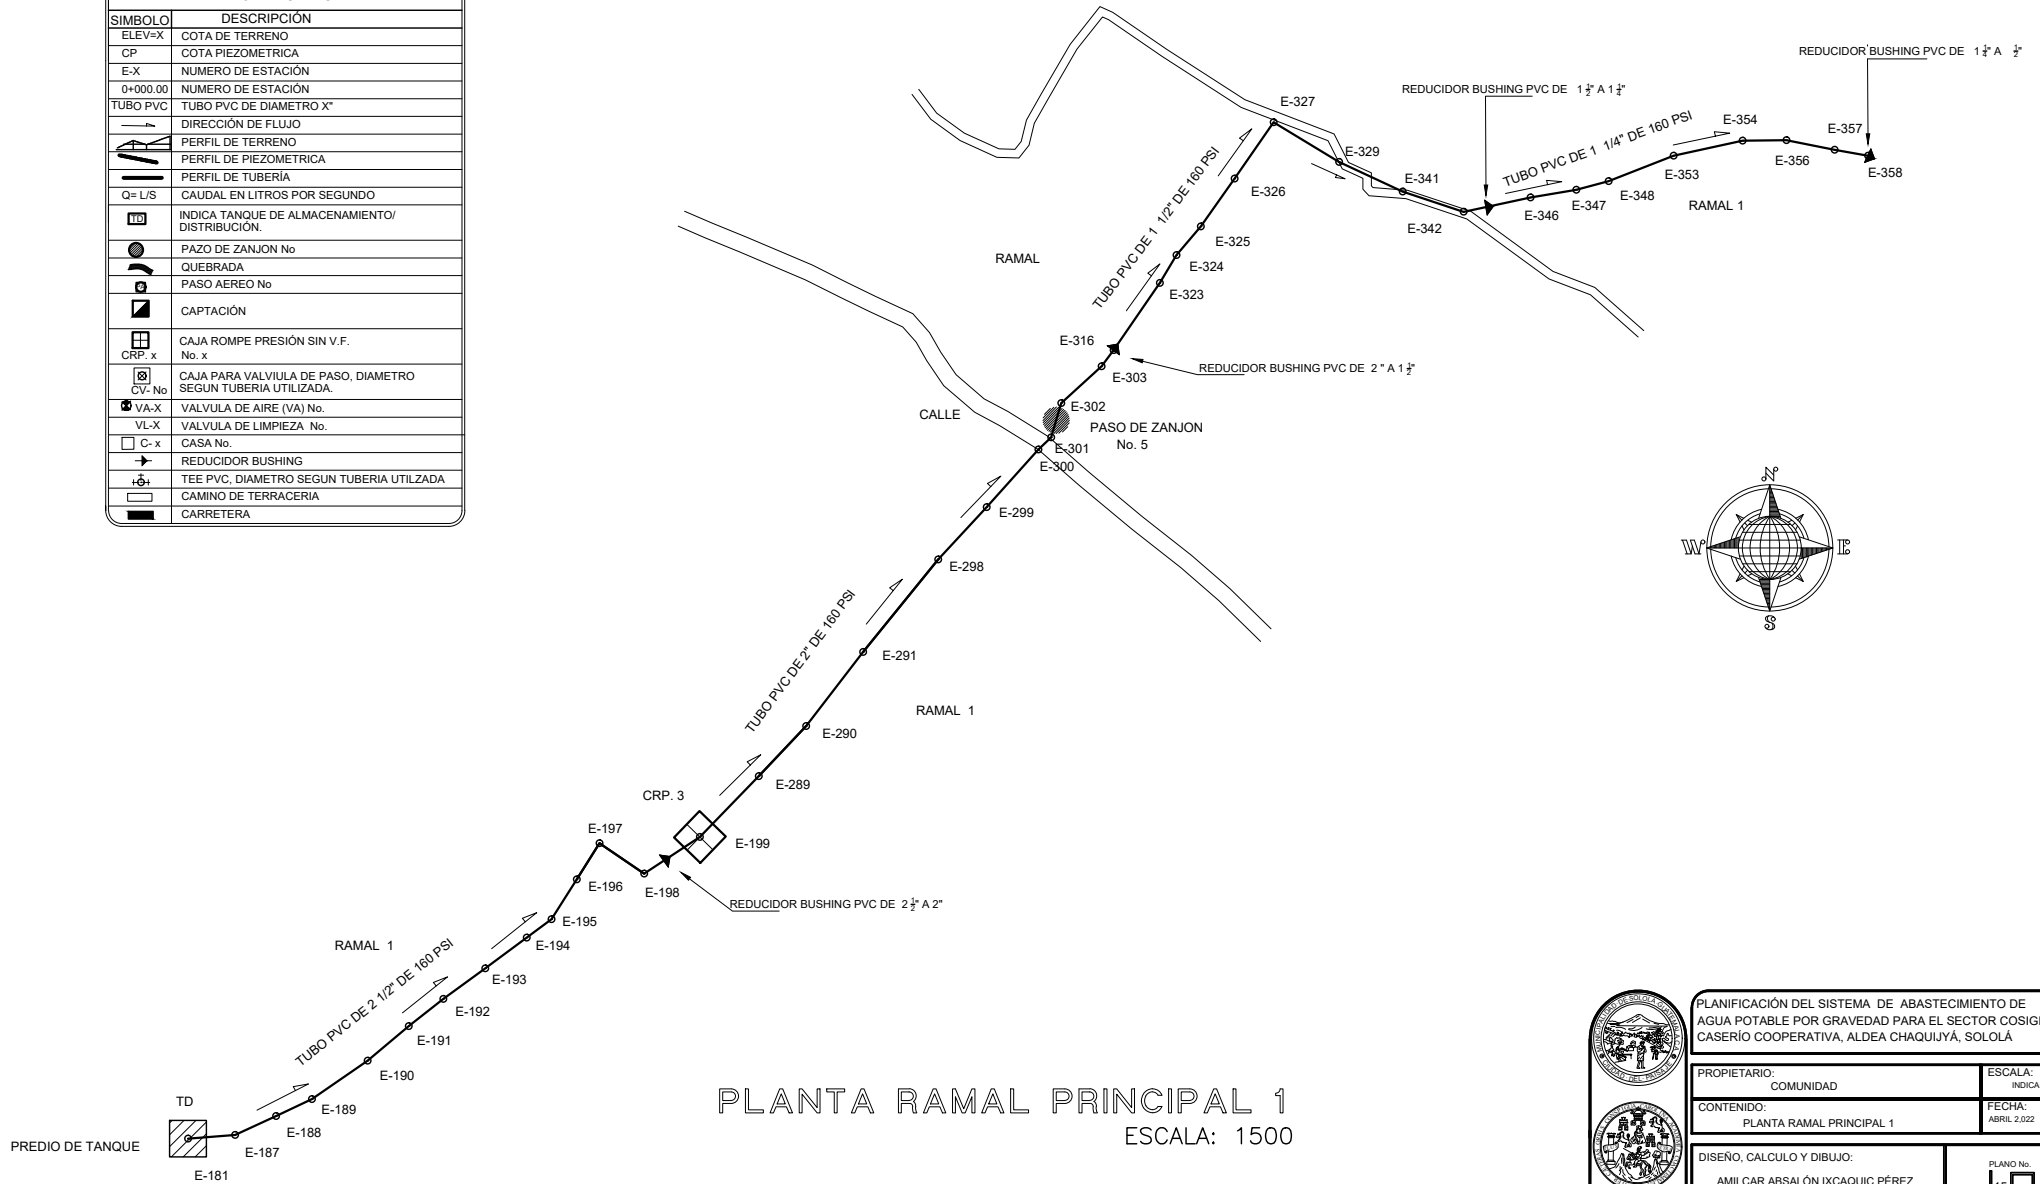 SIMBOLO DESCRIPCIÓN
ELEV=X COTA DE TERRENO
CP COTA PIEZOMETRICA
E-X NUMERO DE ESTACIÓN
0+000.00 NUMERO DE ESTACIÓN
TUBO PVC TUBO PVC DE DIAMETRO X"
DIRECCIÓN DE FLUJO
PERFIL DE TERRENO
PERFIL DE PIEZOMETRICA
PERFIL DE TUBERÍA
Q= L/S CAUDAL EN LITROS POR SEGUNDO
TD INDICA TANQUE DE ALMACENAMIENTO/
DISTRIBUCIÓN.
PAZO DE ZANJON No
QUEBRADA
PASO AEREO No
CAPTACIÓN
CAJA ROMPE PRESIÓN SIN V.F.
CRP. x No. x
CAJA PARA VALVIULA DE PASO, DIAMETRO
CV- No SEGUN TUBERIA UTILIZADA.
VA-X VALVULA DE AIRE (VA) No.
VL-X VALVULA DE LIMPIEZA No.
C- x CASA No.
REDUCIDOR BUSHING
TEE PVC, DIAMETRO SEGUN TUBERIA UTILZADA
CAMINO DE TERRACERIA
CARRETERA
REDUCIDOR BUSHING PVC DE 1 1/4" A 1/2"
REDUCIDOR BUSHING PVC DE 1 1/2" A 1 1/4"
E-327
E-354
E-357
TUBO PVC DE 1 1/4" DE 160 PSI
E-329
E-356
E-358
E-326
E-341
E-353
E-348
E-347
E-346
RAMAL 1
E-342
TUBO PVC DE 1 1/2" DE 160 PSI
E-325
RAMAL
E-324
E-323
E-316
REDUCIDOR BUSHING PVC DE 2 " A 1 1/2"
E-303
E-302
CALLE
PASO DE ZANJON
No. 5
E-301
E-300
N
W
E
S
E-299
E-298
TUBO PVC DE 2" DE 160 PSI
E-291
RAMAL 1
E-290
E-289
CRP. 3
E-197
E-199
E-196
E-198
REDUCIDOR BUSHING PVC DE 2 1/2" A 2"
E-195
RAMAL 1
E-194
TUBO PVC DE 2 1/2" DE 160 PSI
E-193
E-192
E-191
E-190
E-189
TD
E-188
PREDIO DE TANQUE
E-187
E-181
PLANTA RAMAL PRINCIPAL 1
ESCALA: 1500
PLANIFICACIÓN DEL SISTEMA DE ABASTECIMIENTO DE
AGUA POTABLE POR GRAVEDAD PARA EL SECTOR COSIG
CASERÍO COOPERATIVA, ALDEA CHAQUIJYÁ, SOLOLÁ
PROPIETARIO:
COMUNIDAD
ESCALA:
INDICA
CONTENIDO:
PLANTA RAMAL PRINCIPAL 1
FECHA:
ABRIL 2,022
DISEÑO, CALCULO Y DIBUJO:
AMILCAR ABSALÓN IXCAQUIC PÉREZ
PLANO No.